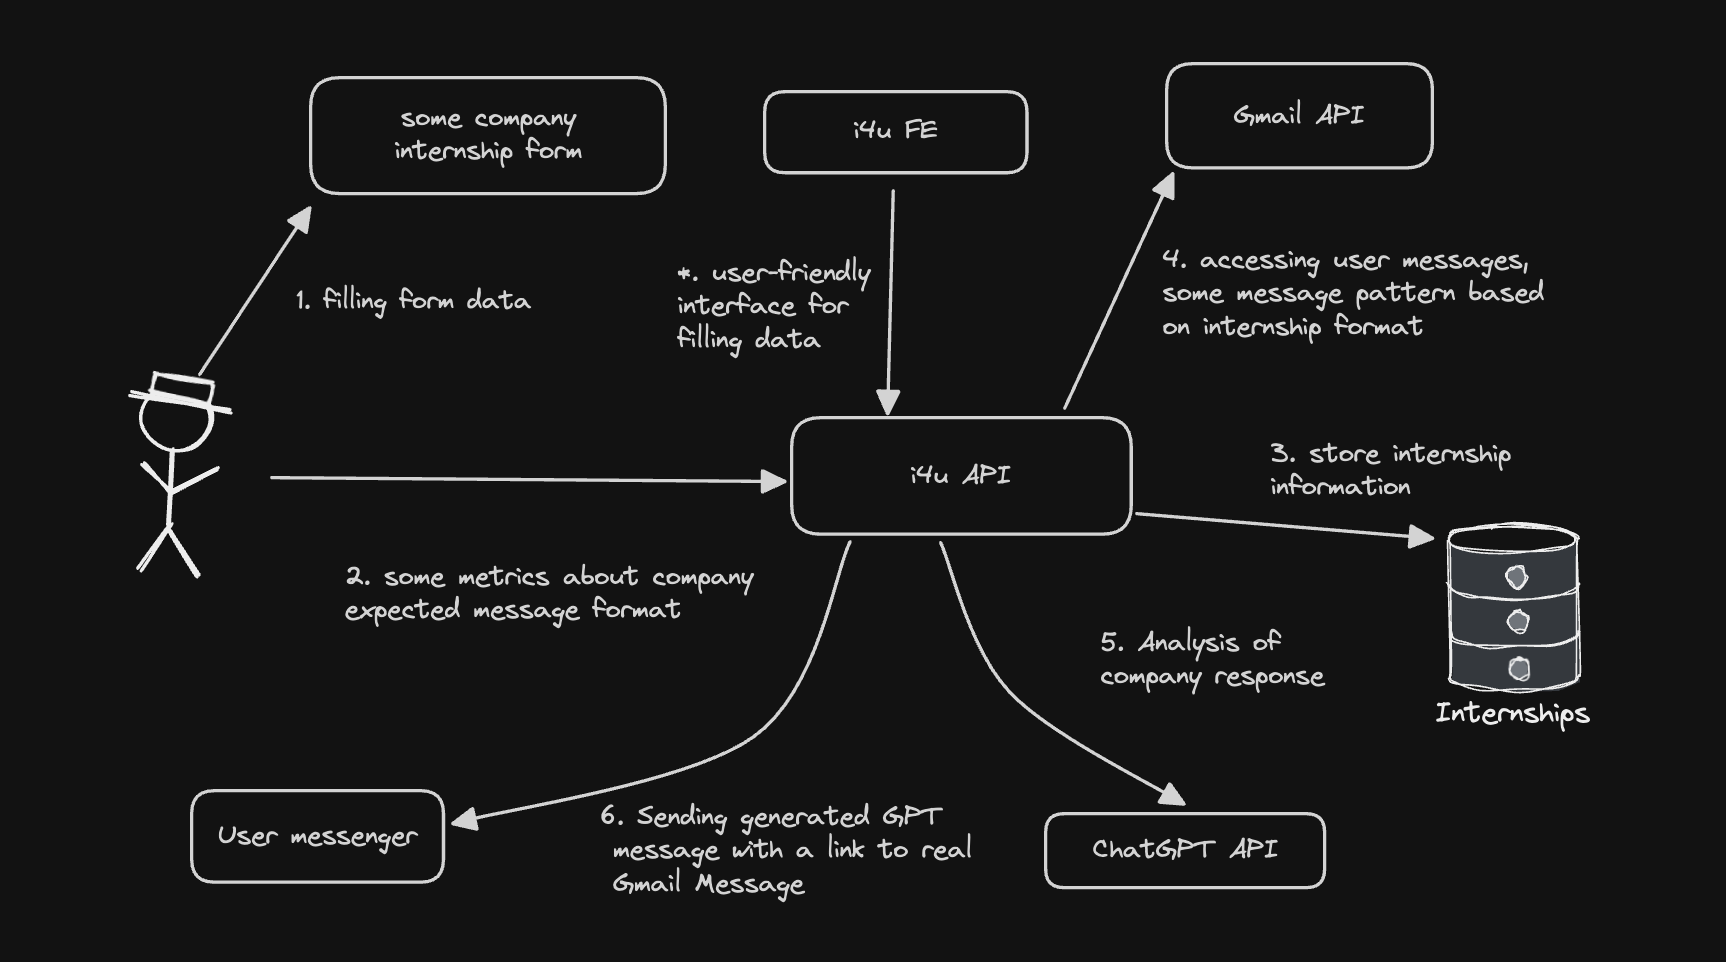 some company
internship form
i4u FE
Gmail API
1. filling form data
*. user-friendly
interface for
filling data
4. accessing user messages,
some message pattern based
on internship format
i4u API
3. store internship
information
2. some metrics about company
expected message format
5. Analysis of
company response
Internships
User messenger
6. Sending generated GPT
message with a link to real
Gmail Message
ChatGPT API